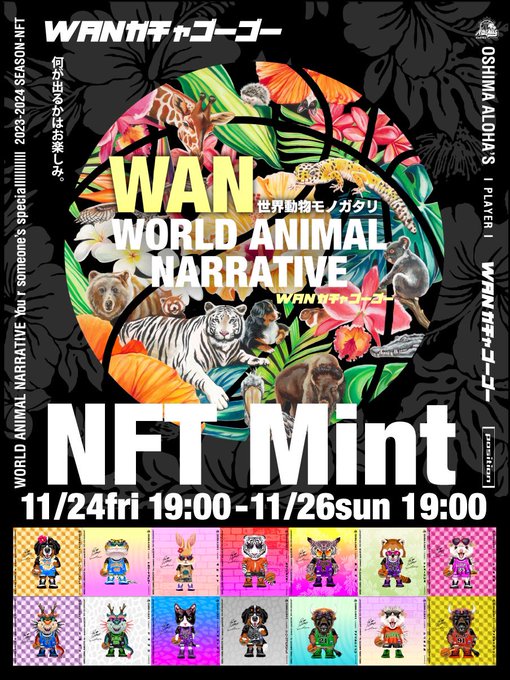 WANガチャゴーゴー
何が出るかはお楽しみ。
2023-2024 SEASON-NFT
WORLD ANIMAL NARRATIVE You r someone's special!!!!!!!!!!!
OSHIMA ALOHA'S | PLAYER |
WANガチャゴーゴー
[position]
WAN
世界動物モノガタリ
WORLD ANIMAL
NARRATIVE
WANガチャゴーゴー
NFT Mint
11/24fri 19:00-11/26sun 19:00